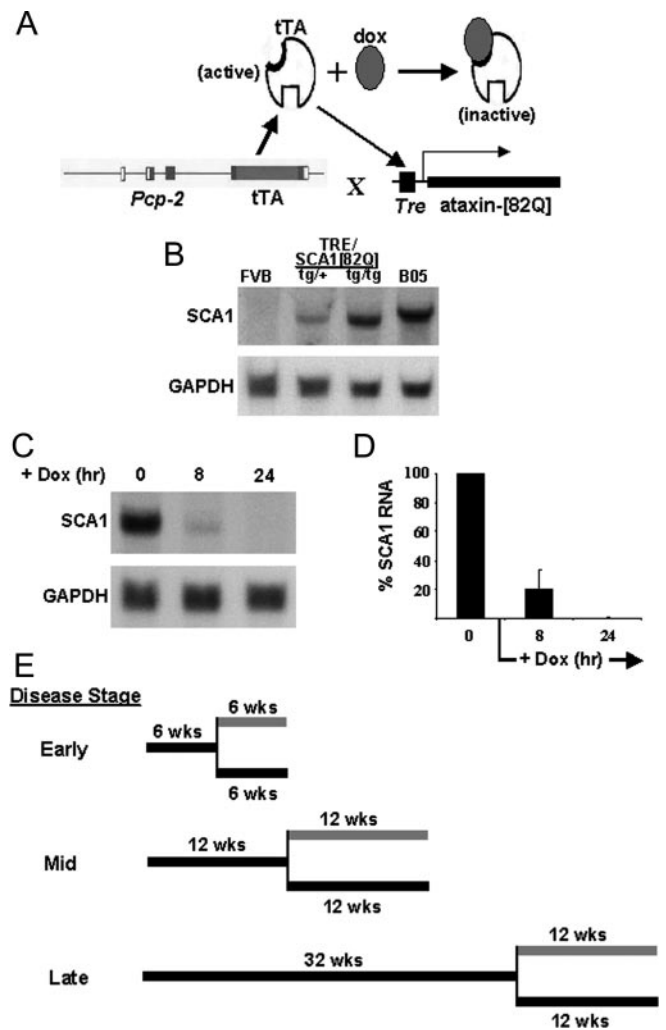 A
tTA
dox
(active)
+
(inactive)
Pcp-2
tTA
X
Tre
ataxin-[82Q]
B
TRE/
SCA1[82Q]
FVB
tg/+
tg/tg
B05
SCA1
GAPDH
C
+ Dox (hr)
0
8
24
SCA1
GAPDH
D
% SCA1 RNA
100
80
60
40
20
0
8
24
+ Dox (hr)
E
Disease Stage
6 wks
6 wks
Early
6 wks
12 wks
12 wks
Mid
12 wks
12 wks
32 wks
Late
12 wks